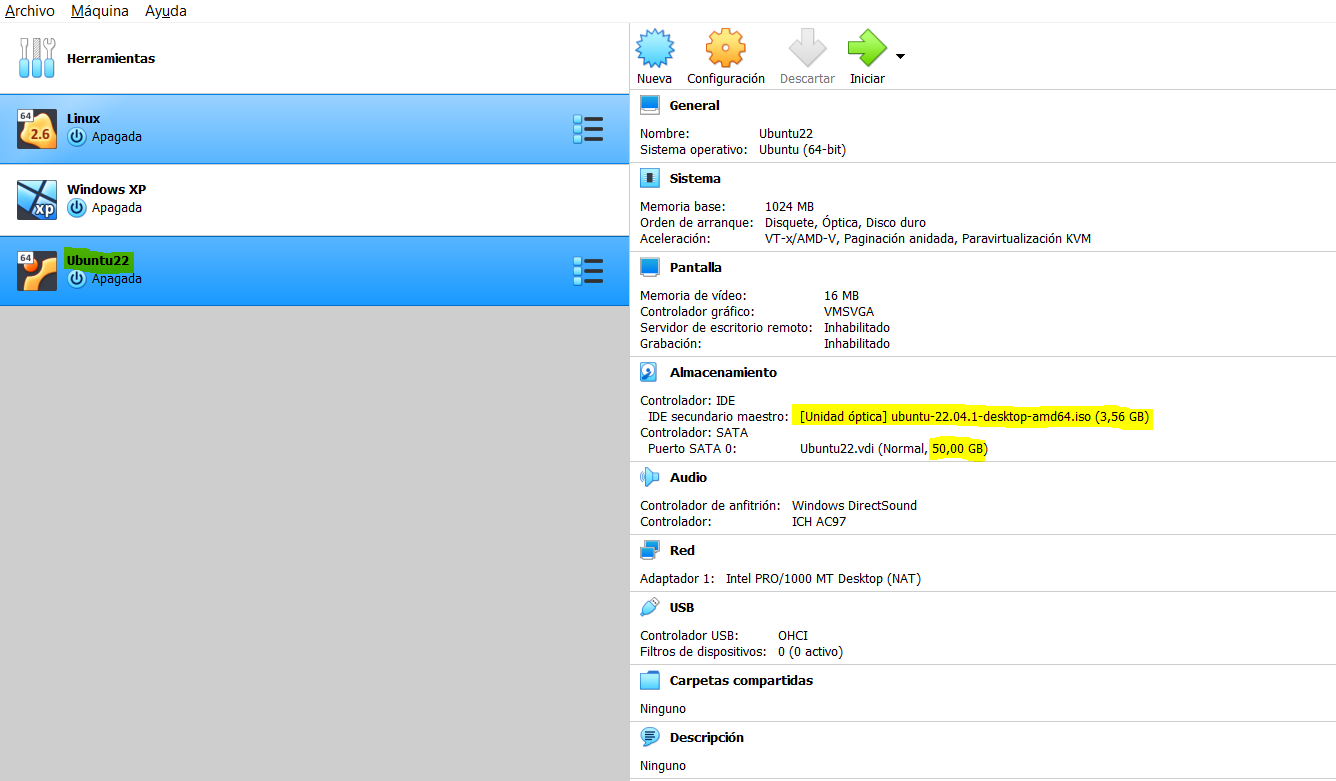 Archivo Máquina Ayuda
Herramientas
64
2.6
Linux
Apagada
xp
Windows XP
Apagada
64
Ubuntu22
Apagada
Nueva Configuración Descartar Iniciar
General
Nombre: Ubuntu22
Sistema operativo: Ubuntu (64-bit)
Sistema
Memoria base: 1024 MB
Orden de arranque: Disquete, Óptica, Disco duro
Aceleración: VT-x/AMD-V, Paginación anidada, Paravirtualización KVM
Pantalla
Memoria de vídeo: 16 MB
Controlador gráfico: VMSVGA
Servidor de escritorio remoto: Inhabilitado
Grabación: Inhabilitado
Almacenamiento
Controlador: IDE
IDE secundario maestro: [Unidad óptica] ubuntu-22.04.1-desktop-amd64.iso (3,56 GB)
Controlador: SATA
Puerto SATA 0: Ubuntu22.vdi (Normal, 50,00 GB)
Audio
Controlador de anfitrión: Windows DirectSound
Controlador: ICH AC97
Red
Adaptador 1: Intel PRO/1000 MT Desktop (NAT)
USB
Controlador USB: OHCI
Filtros de dispositivos: 0 (0 activo)
Carpetas compartidas
Ninguno
Descripción
Ninguno